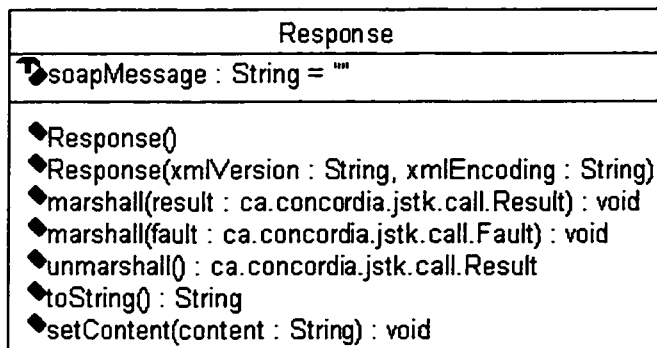 Response
soapMessage : String = ""
Response()
Response(xmlVersion : String, xmlEncoding : String)
marshall(result : ca.concordia.jstk.call.Result) : void
marshall(fault : ca.concordia.jstk.call.Fault) : void
unmarshall() : ca.concordia.jstk.call.Result
toString() : String
setContent(content : String) : void